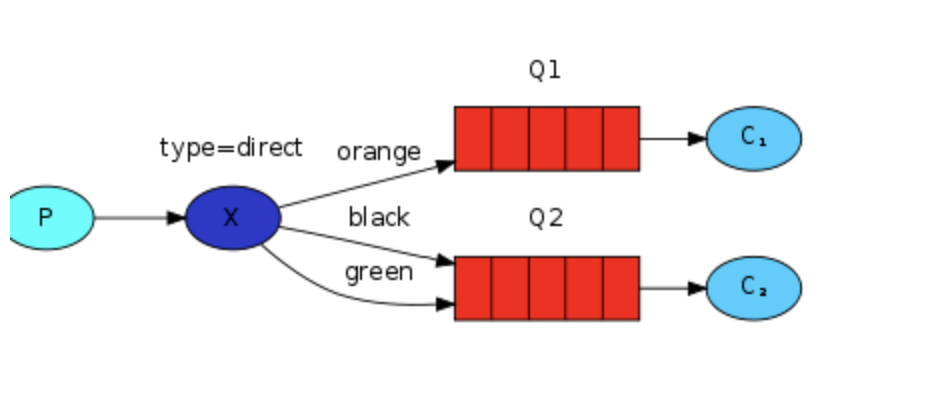 Q1
C₁
type=direct
orange
P
X
black
Q2
green
C₂